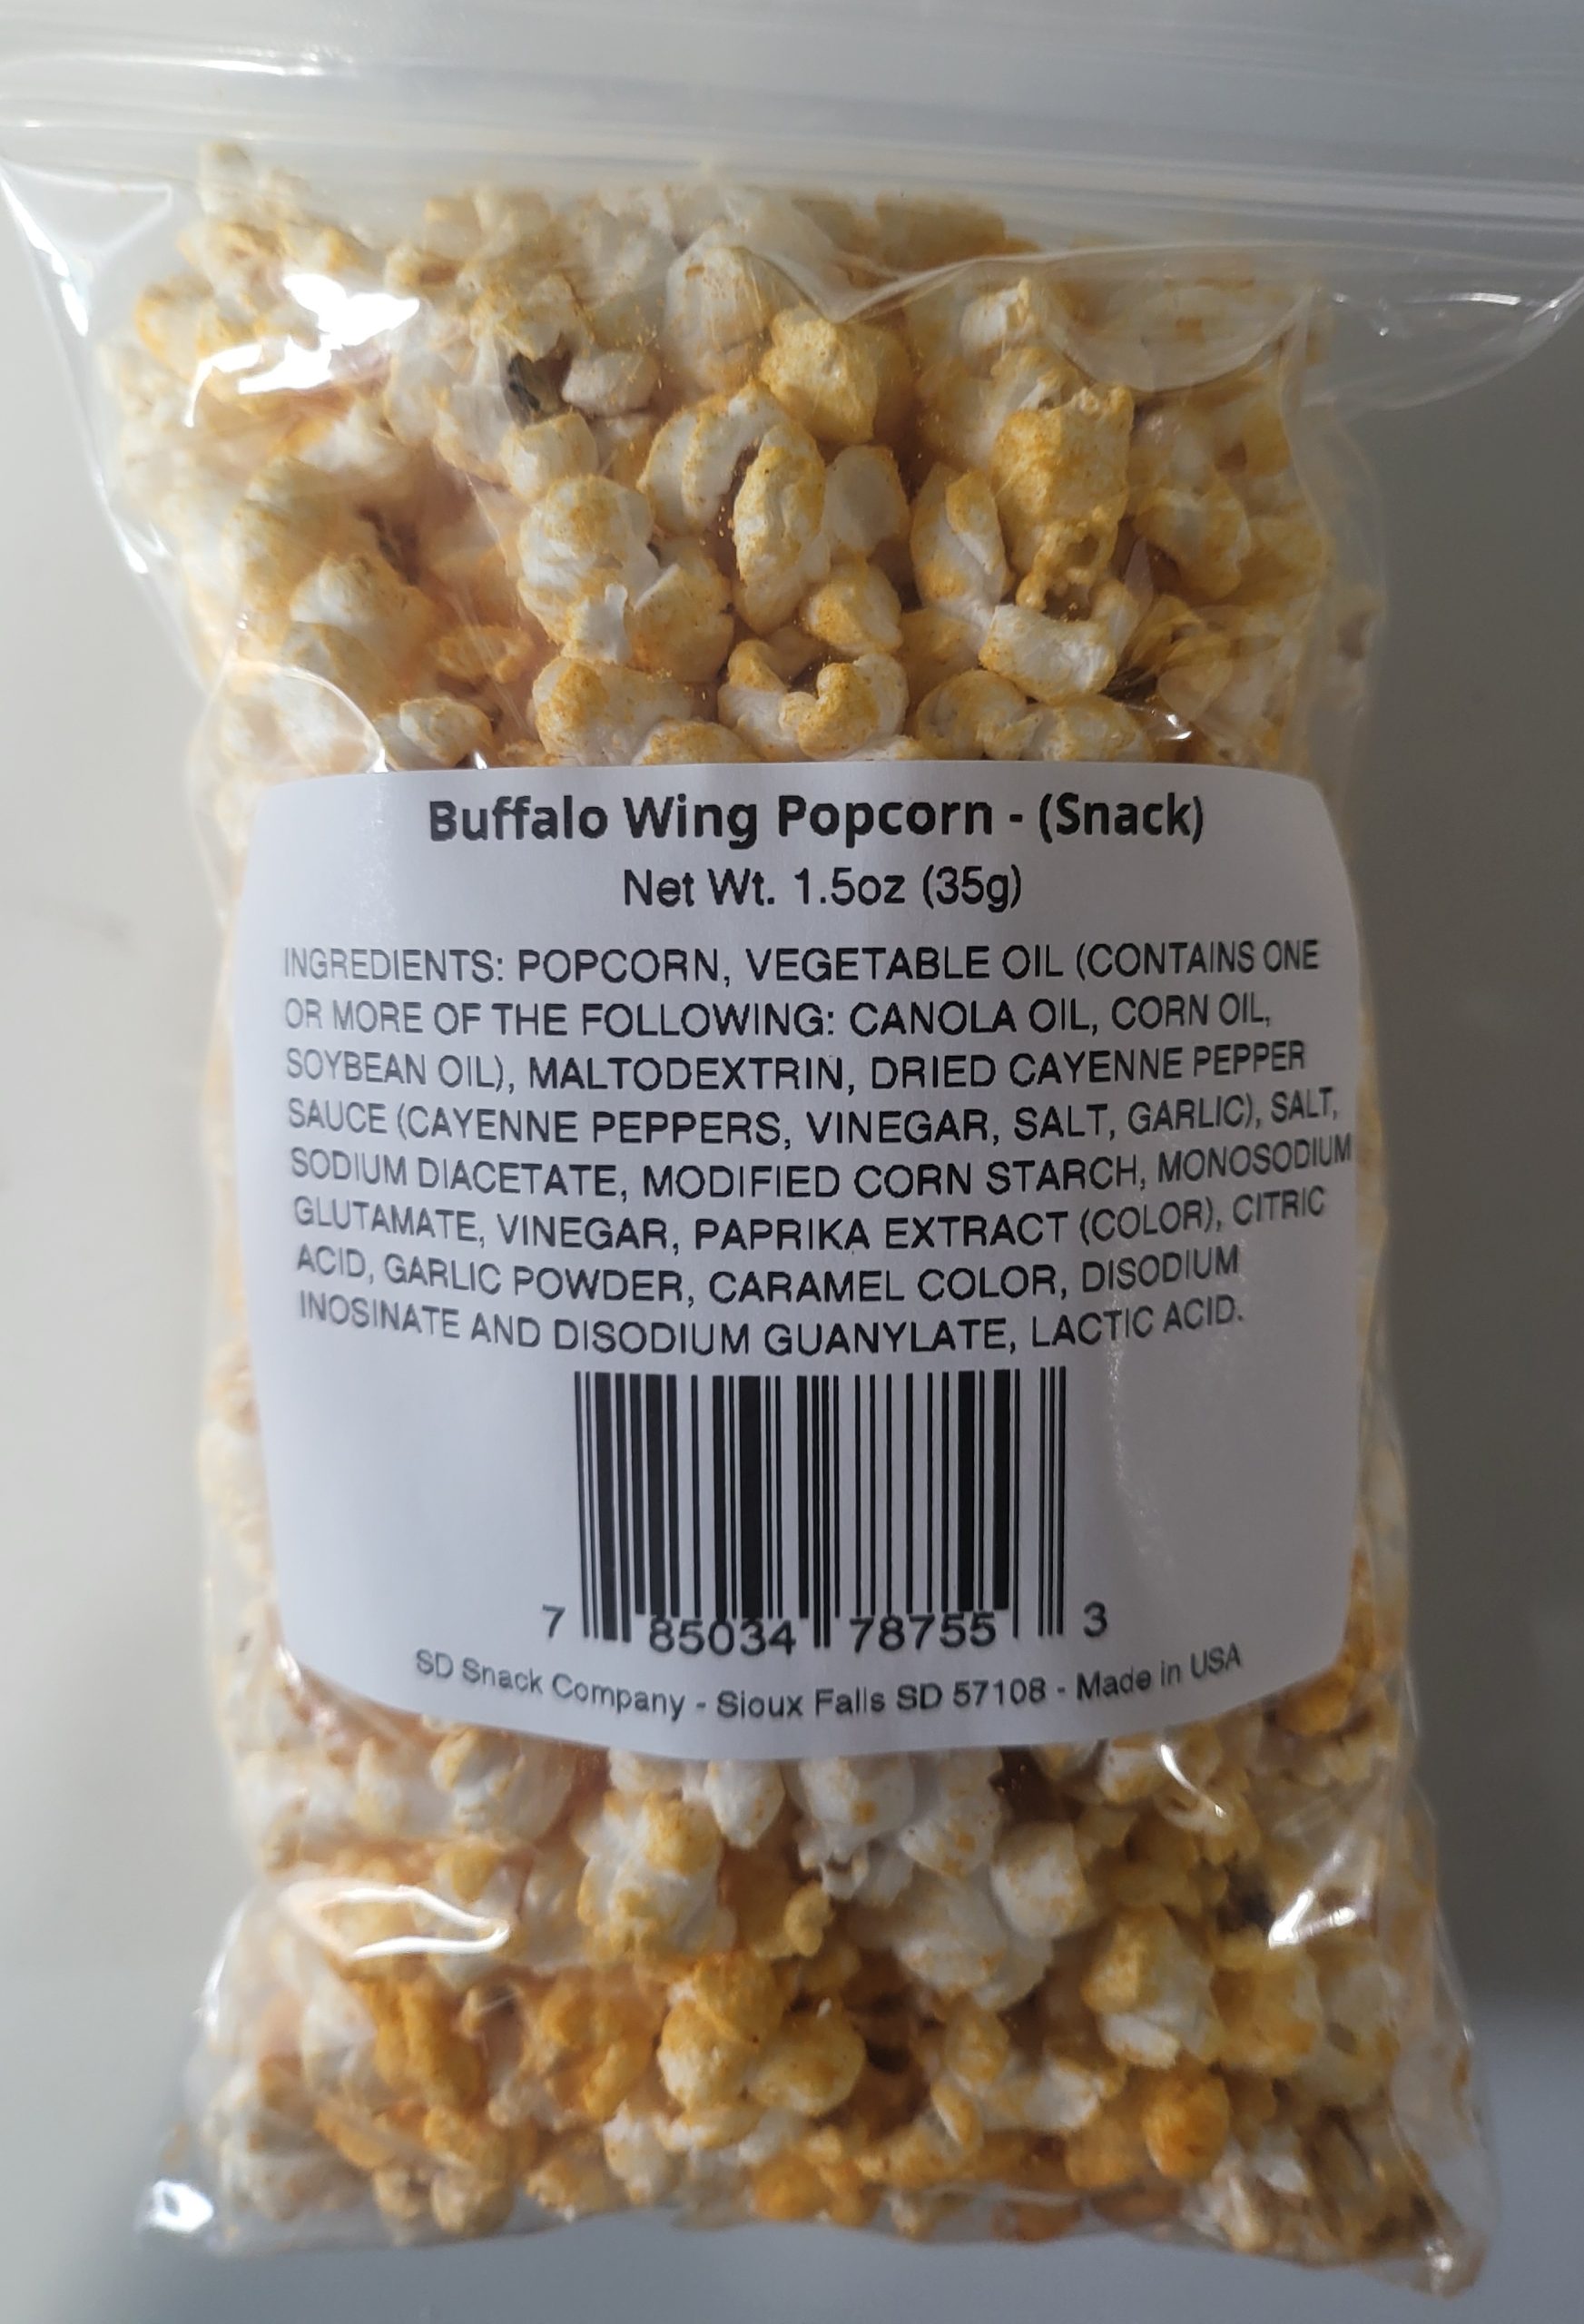 Buffalo Wing Popcorn - (Snack)
Net Wt. 1.5oz (35g)
INGREDIENTS: POPCORN, VEGETABLE OIL (CONTAINS ONE
OR MORE OF THE FOLLOWING: CANOLA OIL, CORN OIL,
SOYBEAN OIL), MALTODEXTRIN, DRIED CAYENNE PEPPER
SAUCE (CAYENNE PEPPERS, VINEGAR, SALT, GARLIC), SALT,
SODIUM DIACETATE, MODIFIED CORN STARCH, MONOSODIUM
GLUTAMATE, VINEGAR, PAPRIKA EXTRACT (COLOR), CITRIC
ACID, GARLIC POWDER, CARAMEL COLOR, DISODIUM
INOSINATE AND DISODIUM GUANYLATE, LACTIC ACID.
7 85034 78755 3
SD Snack Company - Sioux Falls SD 57108 - Made in USA